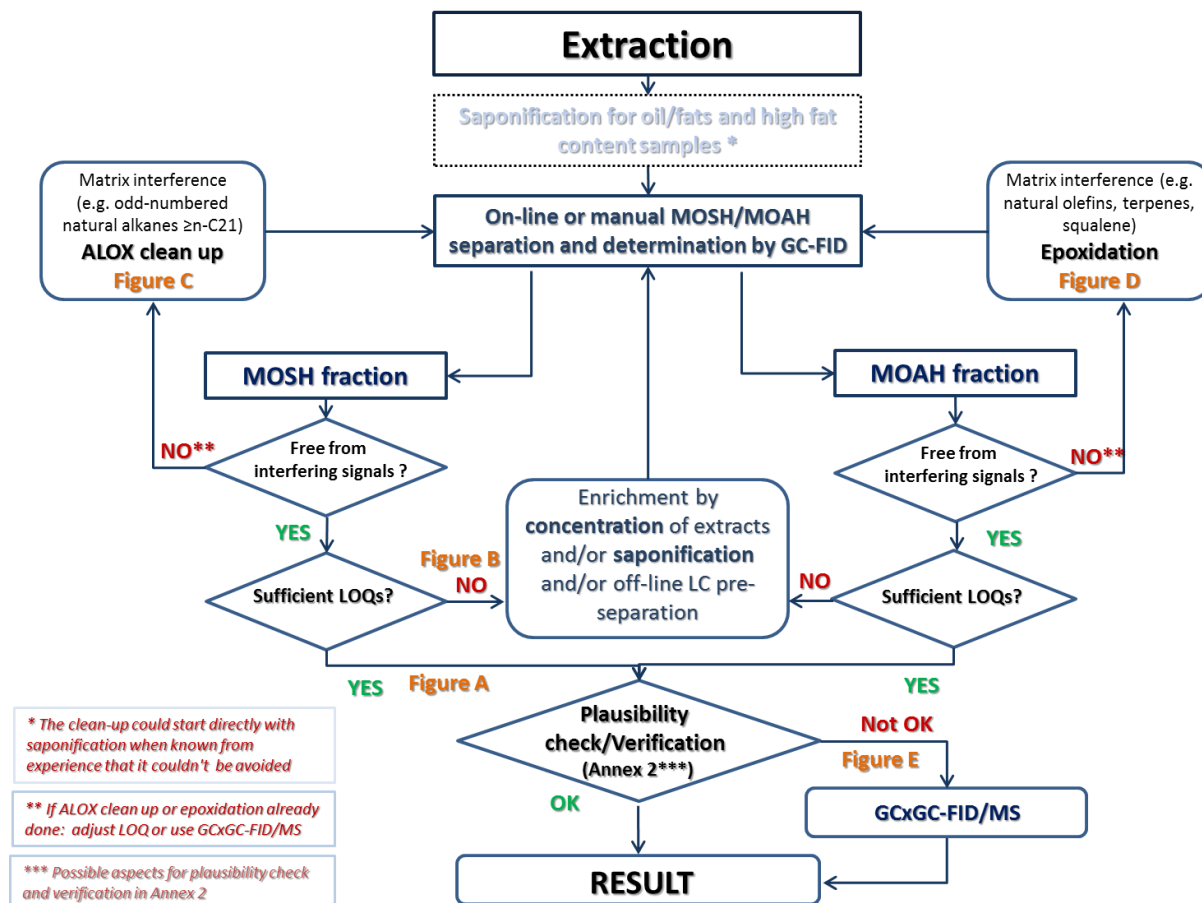 Extraction
Saponification for oil/fats and high fat
content samples *
Matrix interference
(e.g. odd-numbered
natural alkanes ≥n-C21)
ALOX clean up
Figure C
On-line or manual MOSH/MOAH
separation and determination by GC-FID
Matrix interference (e.g.
natural olefins, terpenes,
squalene)
Epoxidation
Figure D
MOSH fraction
MOAH fraction
NO**
Free from
interfering signals ?
Free from
interfering signals ?
NO**
YES
Enrichment by
concentration of extracts
and/or saponification
and/or off-line LC pre-
separation
YES
Figure B
NO
NO
Sufficient LOQs?
Sufficient LOQs?
YES
Figure A
YES
Plausibility
check/Verification
(Annex 2***)
Not OK
Figure E
OK
GCxGC-FID/MS
RESULT
* The clean-up could start directly with
saponification when known from
experience that it couldn't be avoided
** If ALOX clean up or epoxidation already
done: adjust LOQ or use GCxGC-FID/MS
*** Possible aspects for plausibility check
and verification in Annex 2